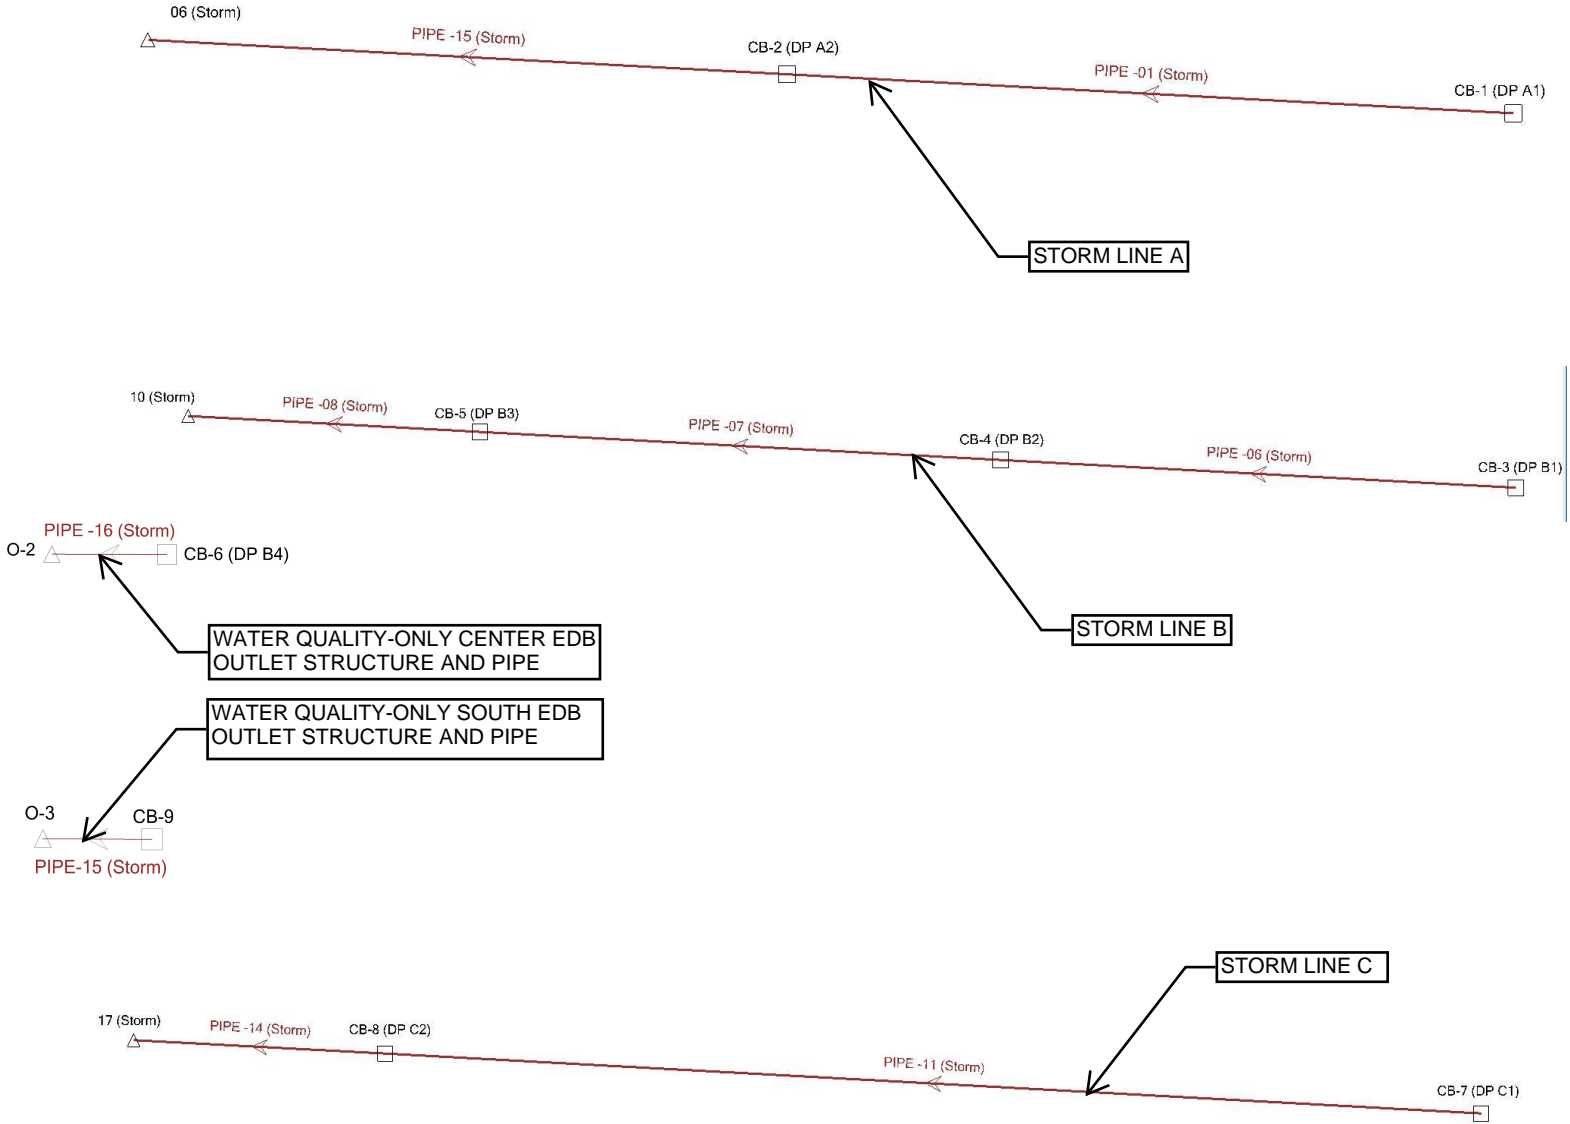 06 (Storm)
PIPE -15 (Storm)
CB-2 (DP A2)
PIPE -01 (Storm)
CB-1 (DP A1)
STORM LINE A
10 (Storm)
PIPE -08 (Storm)
CB-5 (DP B3)
PIPE -07 (Storm)
CB-4 (DP B2)
PIPE -06 (Storm)
CB-3 (DP B1)
PIPE -16 (Storm)
O-2
CB-6 (DP B4)
STORM LINE B
WATER QUALITY-ONLY CENTER EDB
OUTLET STRUCTURE AND PIPE
WATER QUALITY-ONLY SOUTH EDB
OUTLET STRUCTURE AND PIPE
O-3
CB-9
PIPE-15 (Storm)
STORM LINE C
17 (Storm)
PIPE -14 (Storm)
CB-8 (DP C2)
PIPE -11 (Storm)
CB-7 (DP C1)